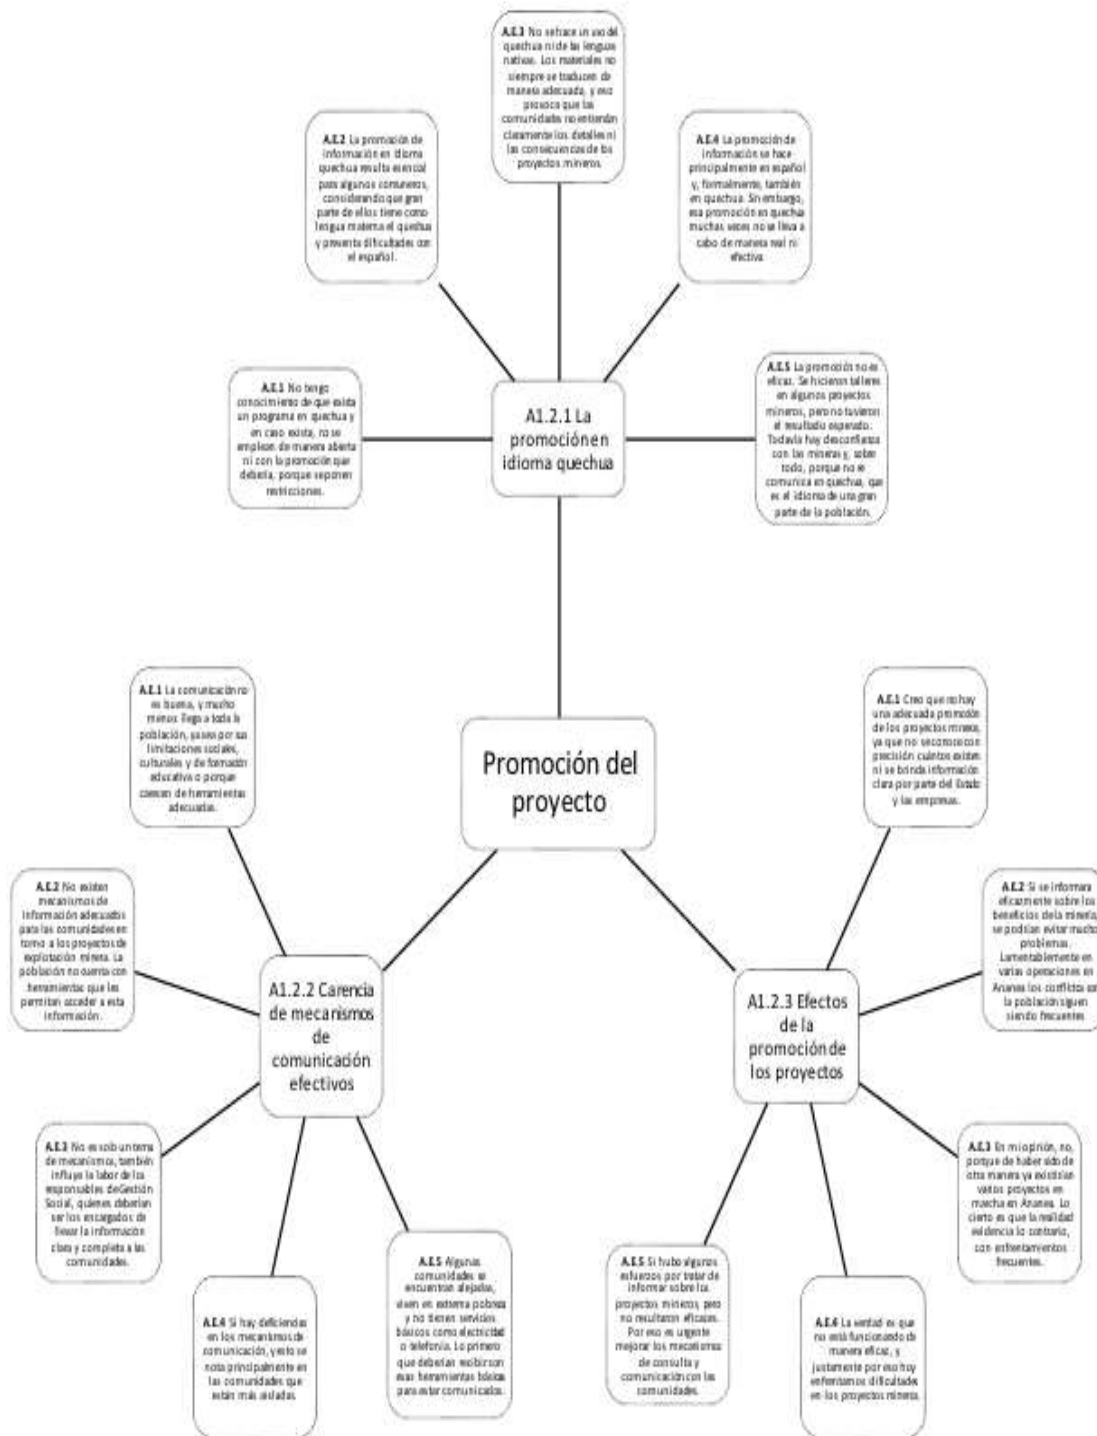 A.E.3 No se hace un uso del
quechua ni de las lenguas
nativas. Los materiales no
siempre se traducen de
manera adecuada, y eso
provoca que las
comunidades no entiendan
claramente los detalles ni
las consecuencias de los
proyectos mineros.
A.E.2 La promoción de
información en idioma
quechua resulta esencial
para algunos comuneros,
considerando que gran
parte de ellos tiene como
lengua materna el quechua
y presenta dificultades con
el español.
A.E.4 La promoción de
información se hace
principalmente en español
y, formalmente, también
en quechua. Sin embargo,
esa promoción en quechua
muchas veces no se lleva a
cabo de manera real ni
efectiva.
A.E.1 No tengo
conocimiento de que exista
un programa en quechua y
en caso exista, no se
emplean de manera abierta
ni con la promoción que
debería, porque se ponen
restricciones.
A1.2.1 La
promoción en
idioma quechua
A.E.5 La promoción no es
eficaz. Se hicieron talleres
en algunos proyectos
mineros, pero no tuvieron
el resultado esperado.
Todavía hay desconfianza
con las mineras y, sobre
todo, porque no se
comunica en quechua, que
es el idioma de una gran
parte de la población.
Promoción del
proyecto
A.E.1 La comunicación no
es buena, y mucho
menos llega a toda la
población, ya sea por sus
limitaciones sociales,
culturales y de formación
educativa o porque
carecen de herramientas
adecuadas.
A.E.2 No existen
mecanismos de
información adecuados
para las comunidades en
torno a los proyectos de
explotación minera. La
población no cuenta con
herramientas que les
permitan acceder a esta
información.
A1.2.2 Carencia
de mecanismos
de
comunicación
efectivos
A.E.3 No es solo un tema
de mecanismos, también
influye la labor de los
responsables de Gestión
Social, quienes deberían
ser los encargados de
llevar la información
clara y completa a las
comunidades.
A.E.4 Si hay deficiencias
en los mecanismos de
comunicación, y esto se
nota principalmente en
las comunidades que
están más aisladas.
A.E.5 Algunas
comunidades se
encuentran alejadas,
viven en extrema pobreza
y no tienen servicios
básicos como electricidad
o telefonía. Lo primero
que deberían recibir son
esas herramientas básicas
para estar comunicados.
A.E.1 Creo que no hay
una adecuada promoción
de los proyectos mineros,
ya que no se conoce con
precisión cuántos existen
ni se brinda información
clara por parte del Estado
y las empresas.
A.E.2 Si se informara
eficazmente sobre los
beneficios de la minería,
se podrían evitar muchos
problemas.
Lamentablemente en
varias operaciones en
Ananea los conflictos con
la población siguen
siendo frecuentes
A1.2.3 Efectos
de la
promoción de
los proyectos
A.E.3 En mi opinión, no,
porque de haber sido de
otra manera ya existirían
varios proyectos en
marcha en Ananea. Lo
cierto es que la realidad
evidencia lo contrario,
con enfrentamientos
frecuentes.
A.E.5 Si hubo algunos
esfuerzos por tratar de
informar sobre los
proyectos mineros, pero
no resultaron eficaces.
Por eso es urgente
mejorar los mecanismos
de consulta y
comunicación con las
comunidades.
A.E.4 La verdad es que
no está funcionando de
manera eficaz, y
justamente por eso hoy
enfrentamos dificultades
en los proyectos mineros.